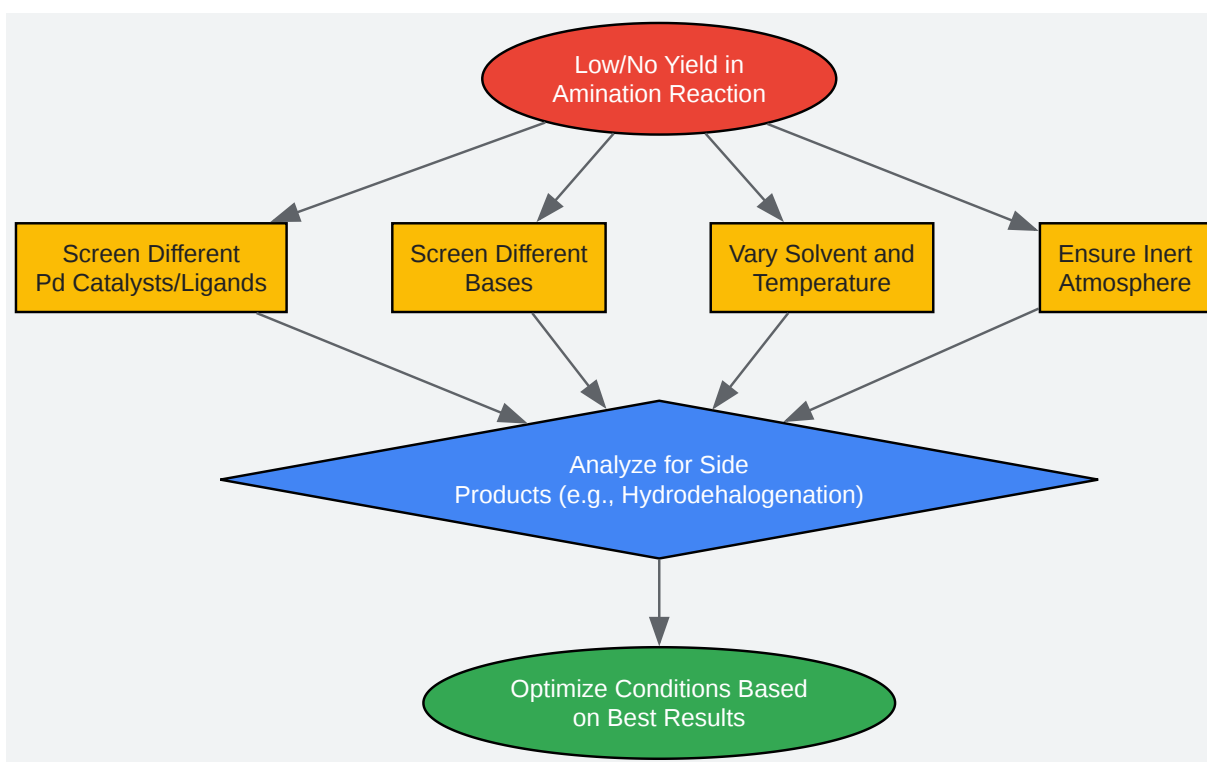 Low/No Yield in
Amination Reaction
Screen Different
Pd Catalysts/Ligands
Screen Different
Bases
Vary Solvent and
Temperature
Ensure Inert
Atmosphere
Analyze for Side
Products (e.g., Hydrodehalogenation)
Optimize Conditions Based
on Best Results